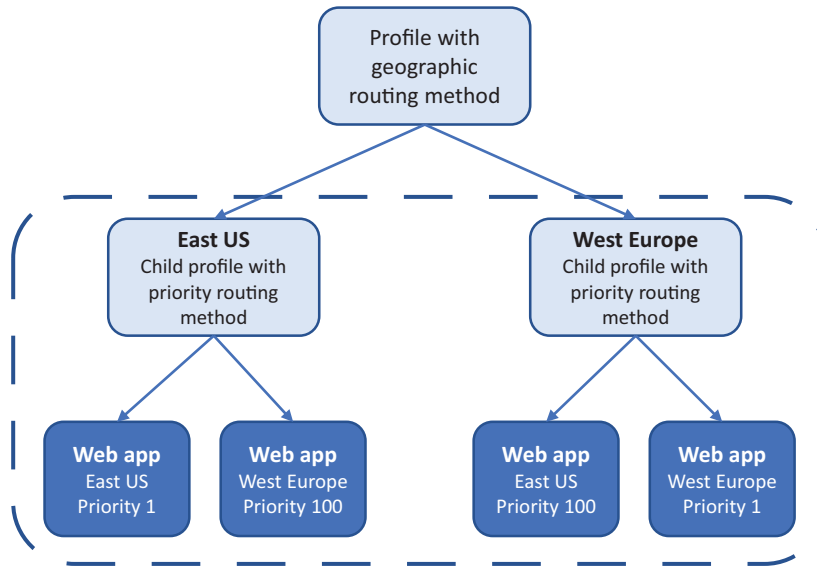 Profile with
geographic
routing method
East US
Child profile with
priority routing
method
West Europe
Child profile with
priority routing
method
Web app
East US
Priority 1
Web app
West Europe
Priority 100
Web app
East US
Priority 100
Web app
West Europe
Priority 1